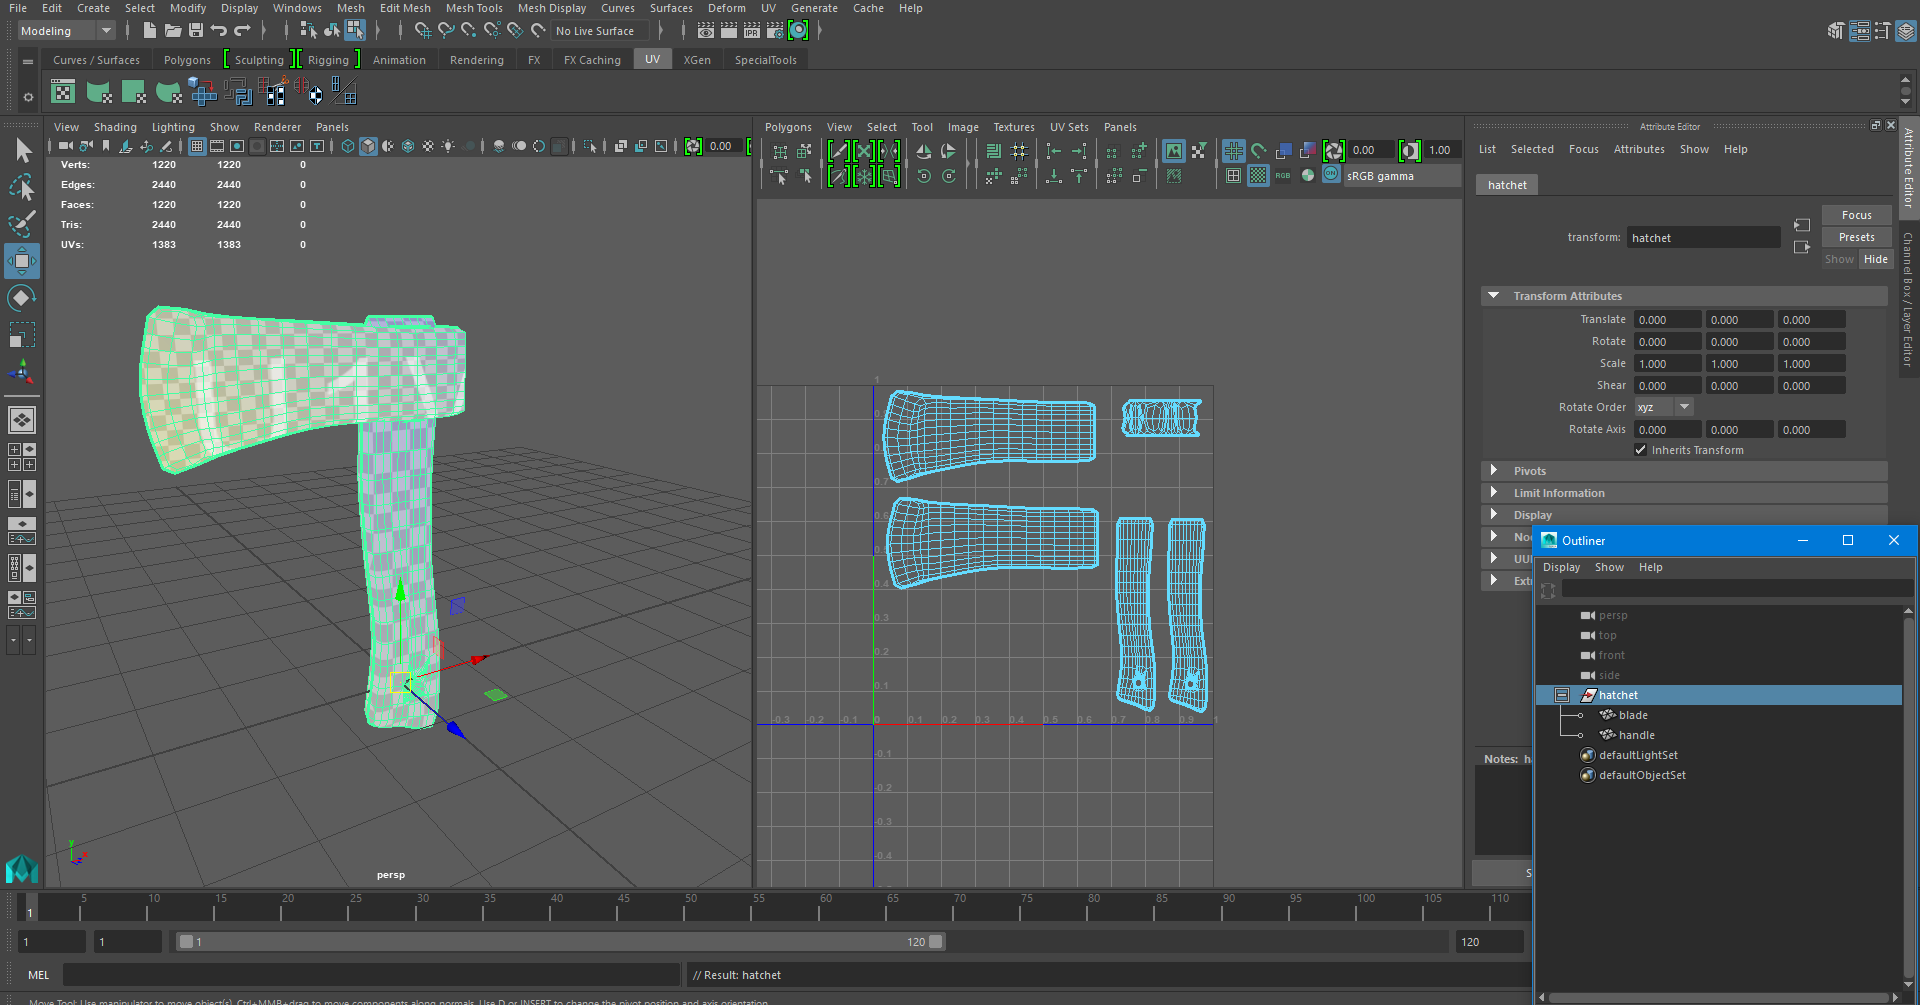 File Edit Create Select Modify Display Windows Mesh Edit Mesh Mesh Tools Mesh Display Curves Surfaces Deform UV Generate Cache Help
Modeling No Live Surface
Curves / Surfaces Polygons Sculpting Rigging Animation Rendering FX FX Caching UV XGen SpecialTools
View Shading Lighting Show Renderer Panels
0.00
Verts: 1220 1220 0
Edges: 2440 2440 0
Faces: 1220 1220 0
Tris: 2440 2440 0
UVs: 1383 1383 0
persp
y
x
Polygons View Select Tool Image Textures UV Sets Panels
IPR
0.00 1.00
RGB ON sRGB gamma
1
0.7
0.6
0.4
0.3
0.2
0.1
-0.3 -0.2 -0.1 0 0.1 0.2 0.3 0.4 0.5 0.6 0.7 0.8 0.9 1
-0.1
-0.2
-0.3
-0.4
Attribute Editor
List Selected Focus Attributes Show Help
hatchet
transform: hatchet
Focus
Presets
Show Hide
Transform Attributes
Translate 0.000 0.000 0.000
Rotate 0.000 0.000 0.000
Scale 1.000 1.000 1.000
Shear 0.000 0.000 0.000
Rotate Order xyz
Rotate Axis 0.000 0.000 0.000
Inherits Transform
Pivots
Limit Information
Display
Notes:
Attribute Editor
Channel Box / Layer Editor
Outliner
Display Show Help
persp
top
front
side
hatchet
blade
handle
defaultLightSet
defaultObjectSet
1 5 10 15 20 25 30 35 40 45 50 55 60 65 70 75 80 85 90 95 100 105 110
1 1 1 120 120
MEL // Result: hatchet
Move Tool: Use manipulator to move object(s). Ctrl+MMB+drag to move components along normals. Use D or INSERT to change the pivot position and axis orientation.